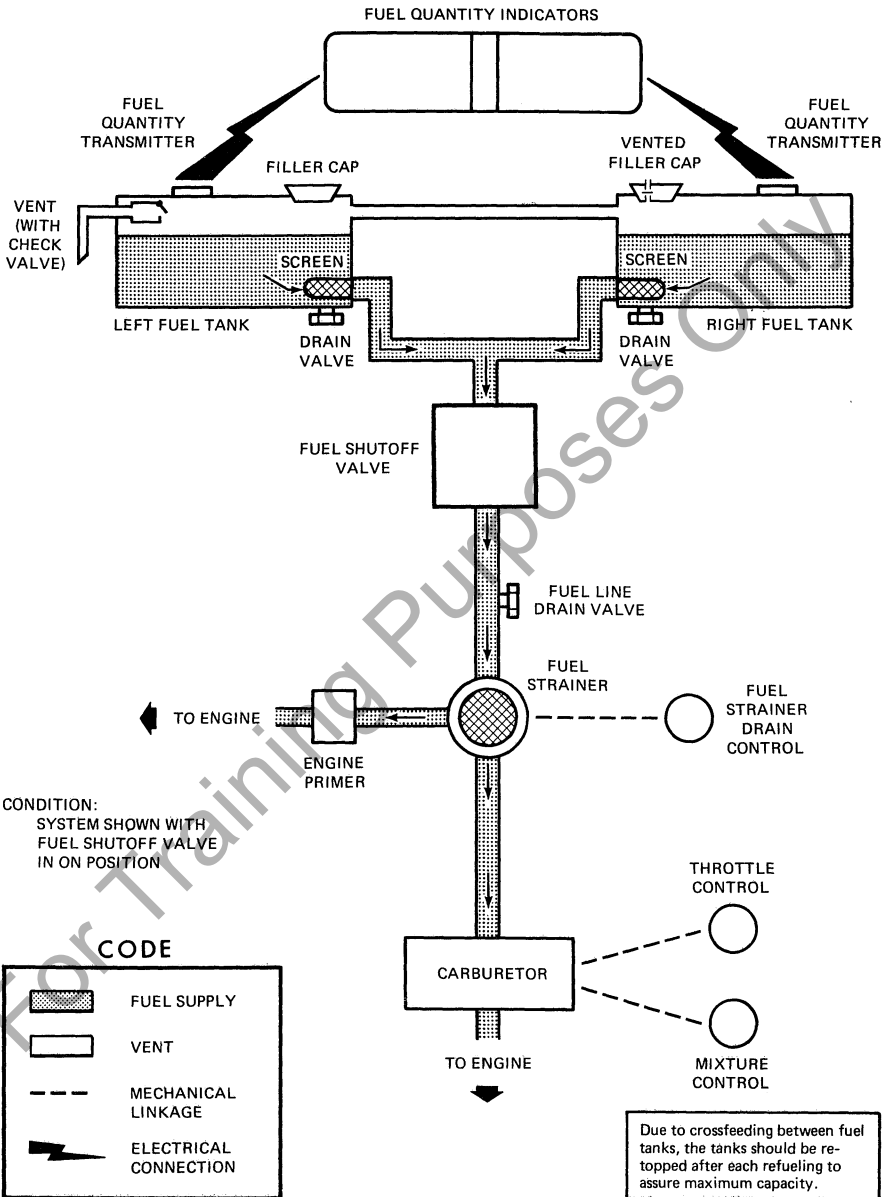 FUEL QUANTITY INDICATORS
FUEL
QUANTITY
TRANSMITTER
FUEL
QUANTITY
TRANSMITTER
FILLER CAP
VENTED
FILLER CAP
VENT
(WITH
CHECK
VALVE)
SCREEN
SCREEN
LEFT FUEL TANK
DRAIN
VALVE
DRAIN
VALVE
RIGHT FUEL TANK
FUEL SHUTOFF
VALVE
FUEL LINE
DRAIN VALVE
FUEL
STRAINER
FUEL
STRAINER
DRAIN
CONTROL
TO ENGINE
ENGINE
PRIMER
CONDITION:
SYSTEM SHOWN WITH
FUEL SHUTOFF VALVE
IN ON POSITION
THROTTLE
CONTROL
CARBURETOR
MIXTURE
CONTROL
TO ENGINE
CODE
FUEL SUPPLY
VENT
MECHANICAL
LINKAGE
ELECTRICAL
CONNECTION
Due to crossfeeding between fuel
tanks, the tanks should be re-
topped after each refueling to
assure maximum capacity.
For Training Purposes Only